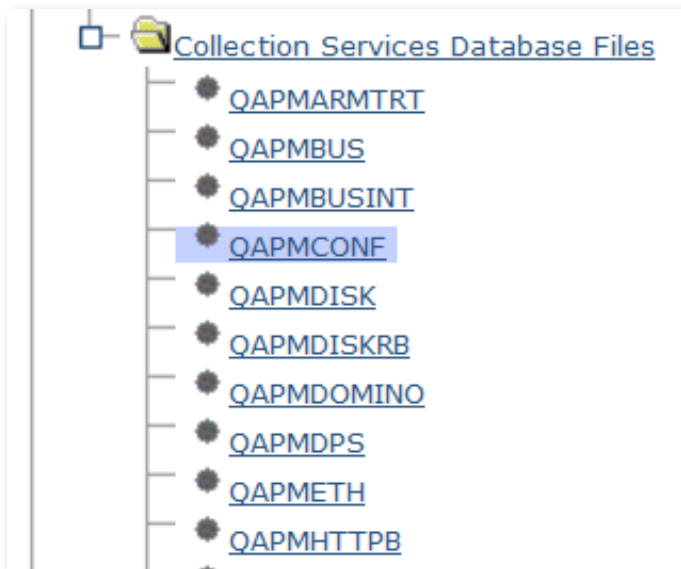 Collection Services Database Files
QAPMARMTRT
QAPMBUS
QAPMBUSINT
QAPMCONF
QAPMDISK
QAPMDISKRB
QAPMDOMINO
QAPMDPS
QAPMETH
QAPMHTTPB